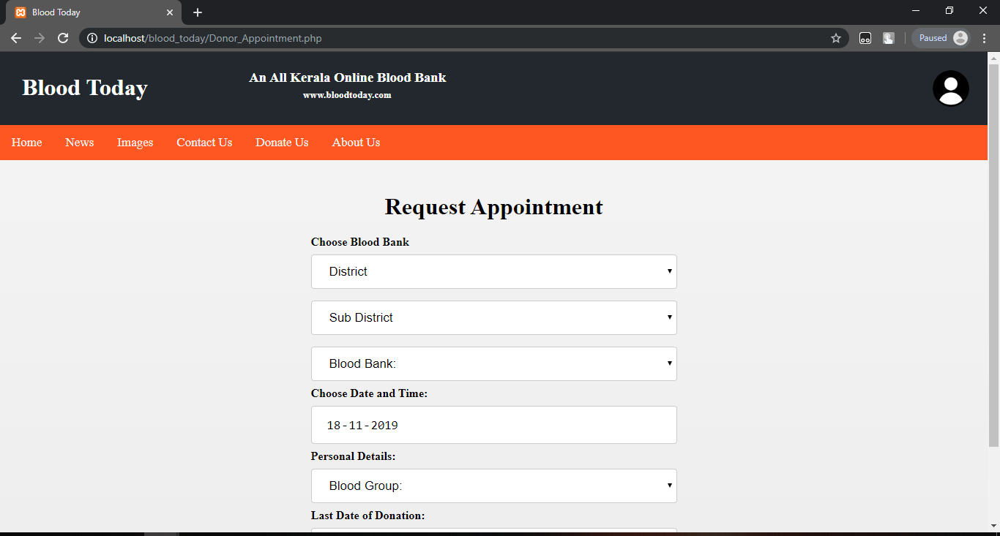 Blood Today
localhost/blood_today/Donor_Appointment.php
Paused
Blood Today
An All Kerala Online Blood Bank
www.bloodtoday.com
Home News Images Contact Us Donate Us About Us
Request Appointment
Choose Blood Bank
District
Sub District
Blood Bank:
Choose Date and Time:
18-11-2019
Personal Details:
Blood Group:
Last Date of Donation: